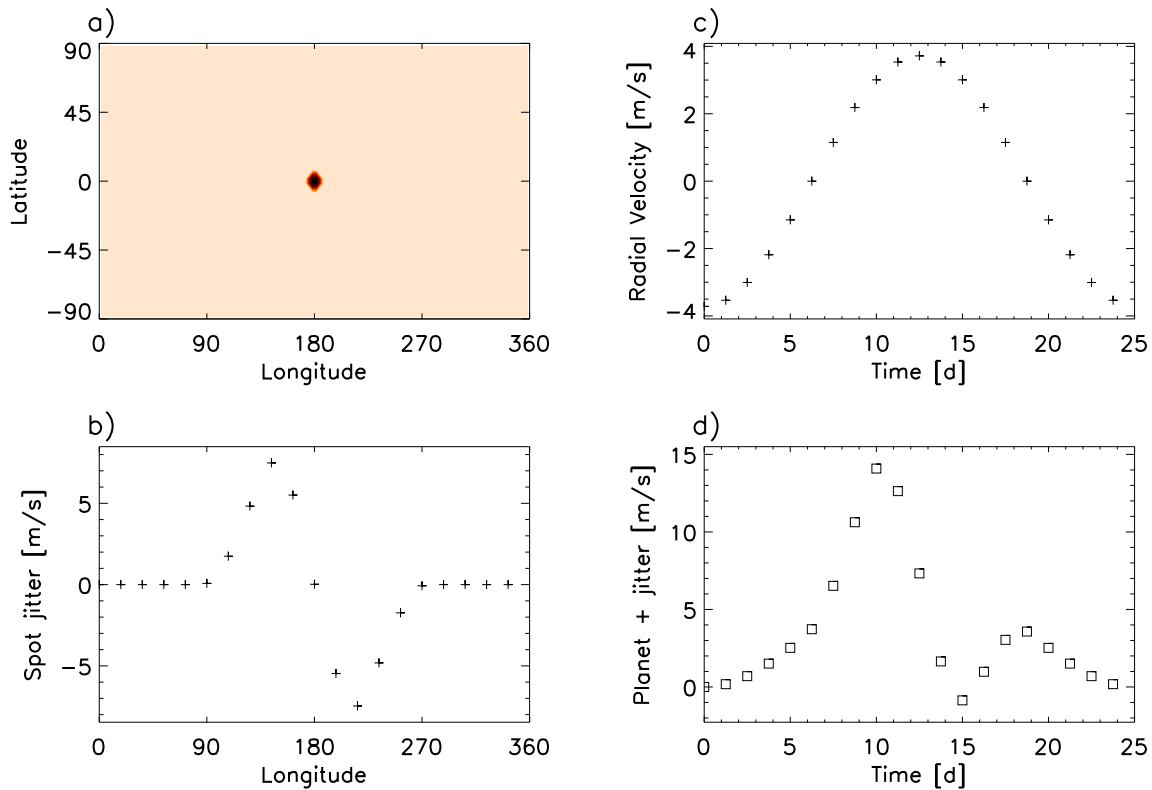 a)
90
45
0
−45
−90
Latitude
0 90 180 270 360
Longitude
c)
4
2
0
−2
−4
Radial Velocity [m/s]
0 5 10 15 20 25
Time [d]
b)
5
0
−5
Spot jitter [m/s]
0 90 180 270 360
Longitude
d)
15
10
5
0
Planet + jitter [m/s]
0 5 10 15 20 25
Time [d]